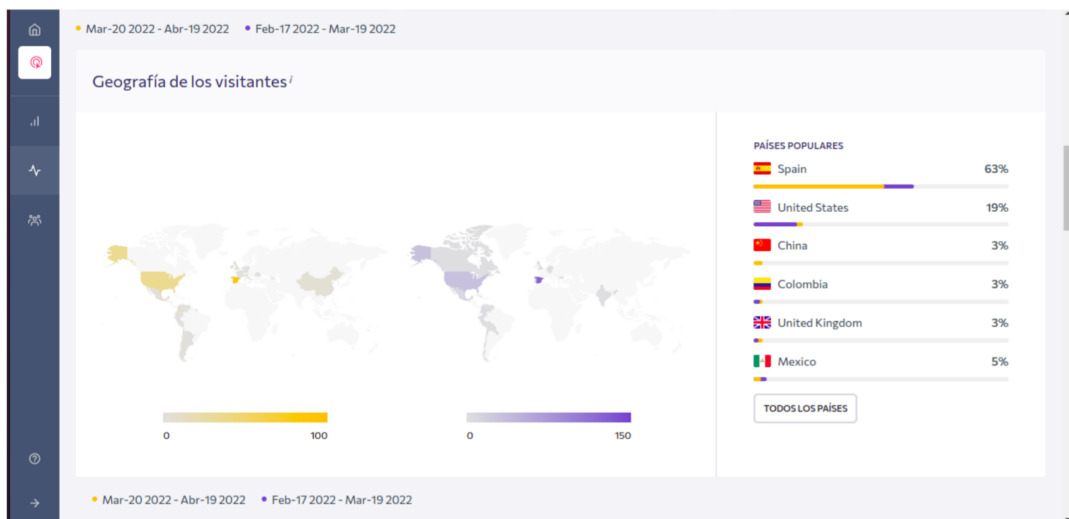 Mar-20 2022 - Abr-19 2022 Feb-17 2022 - Mar-19 2022
Geografía de los visitantes i
PAÍSES POPULARES
Spain 63%
United States 19%
China 3%
Colombia 3%
United Kingdom 3%
Mexico 5%
TODOS LOS PAÍSES
0 100 0 150
Mar-20 2022 - Abr-19 2022 Feb-17 2022 - Mar-19 2022